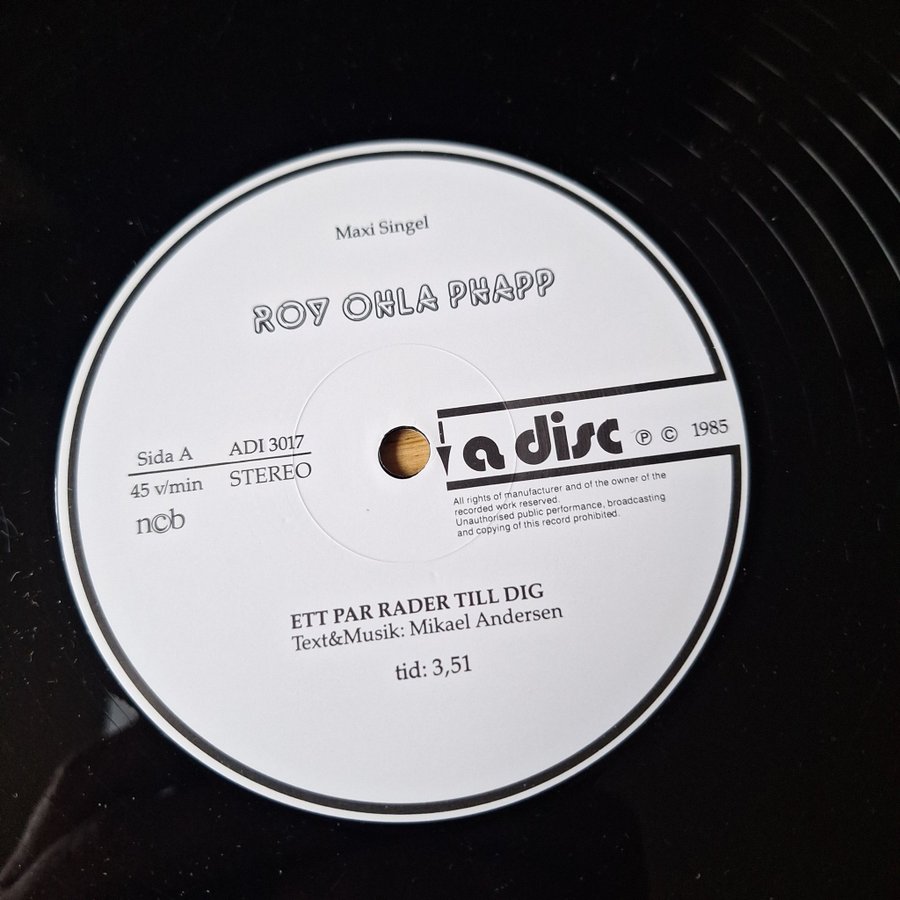 Maxi Singel
ROY OHLA PHAPP
Sida A ADI 3017
45 v/min STEREO
n©b
a disc Ⓟ © 1985
All rights of manufacturer and of the owner of the
recorded work reserved.
Unauthorised public performance, broadcasting
and copying of this record prohibited.
ETT PAR RADER TILL DIG
Text&Musik: Mikael Andersen
tid: 3,51